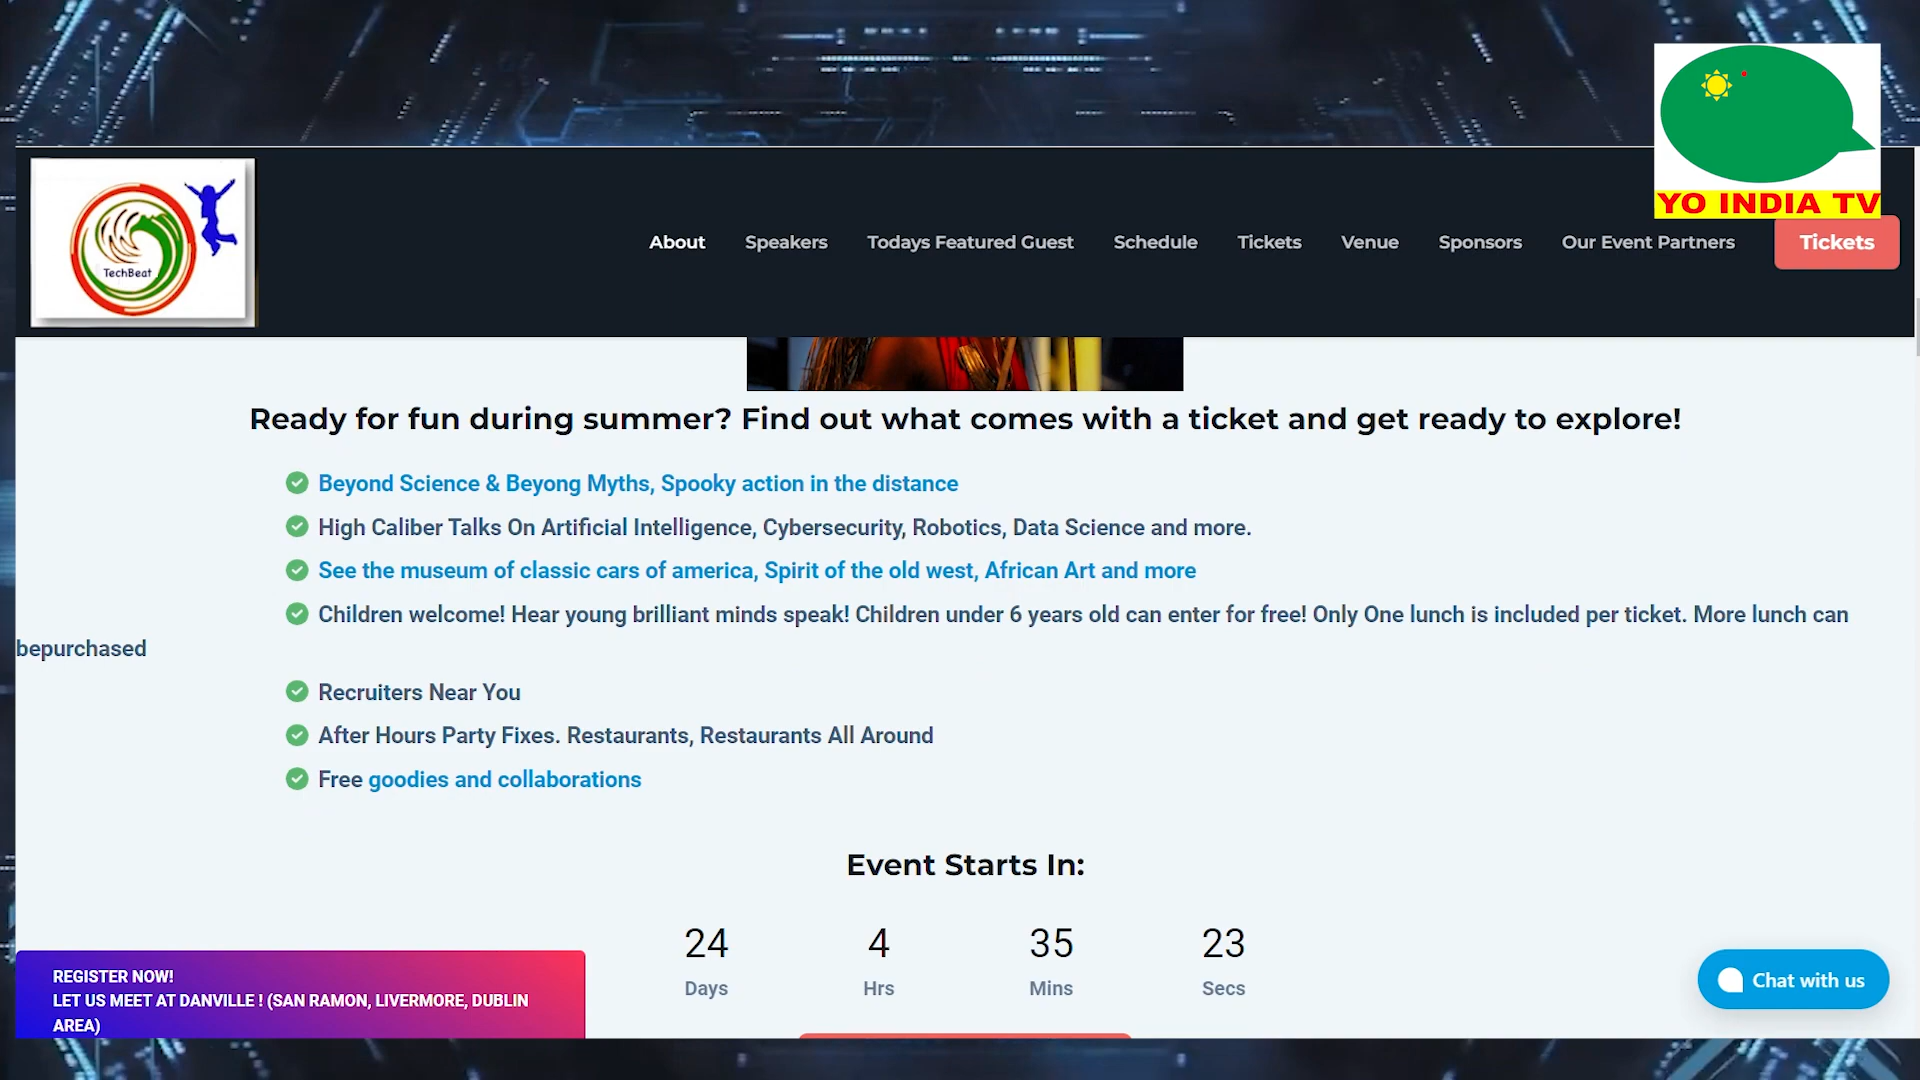 YO INDIA TV
TechBeat
About Speakers Todays Featured Guest Schedule Tickets Venue Sponsors Our Event Partners Tickets
Ready for fun during summer? Find out what comes with a ticket and get ready to explore!
Beyond Science & Beyong Myths, Spooky action in the distance
High Caliber Talks On Artificial Intelligence, Cybersecurity, Robotics, Data Science and more.
See the museum of classic cars of america, Spirit of the old west, African Art and more
Children welcome! Hear young brilliant minds speak! Children under 6 years old can enter for free! Only One lunch is included per ticket. More lunch can
bepurchased
Recruiters Near You
After Hours Party Fixes. Restaurants, Restaurants All Around
Free goodies and collaborations
Event Starts In:
24 4 35 23
Days Hrs Mins Secs
REGISTER NOW!
LET US MEET AT DANVILLE ! (SAN RAMON, LIVERMORE, DUBLIN
AREA)
Chat with us